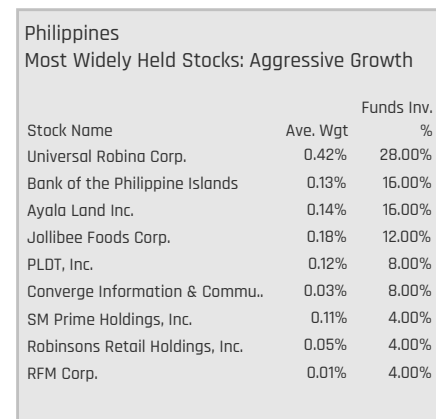 Philippines
Most Widely Held Stocks: Aggressive Growth
Funds Inv.
Stock Name Ave. Wgt %
Universal Robina Corp. 0.42% 28.00%
Bank of the Philippine Islands 0.13% 16.00%
Ayala Land Inc. 0.14% 16.00%
Jollibee Foods Corp. 0.18% 12.00%
PLDT, Inc. 0.12% 8.00%
Converge Information & Commu.. 0.03% 8.00%
SM Prime Holdings, Inc. 0.11% 4.00%
Robinsons Retail Holdings, Inc. 0.05% 4.00%
RFM Corp. 0.01% 4.00%